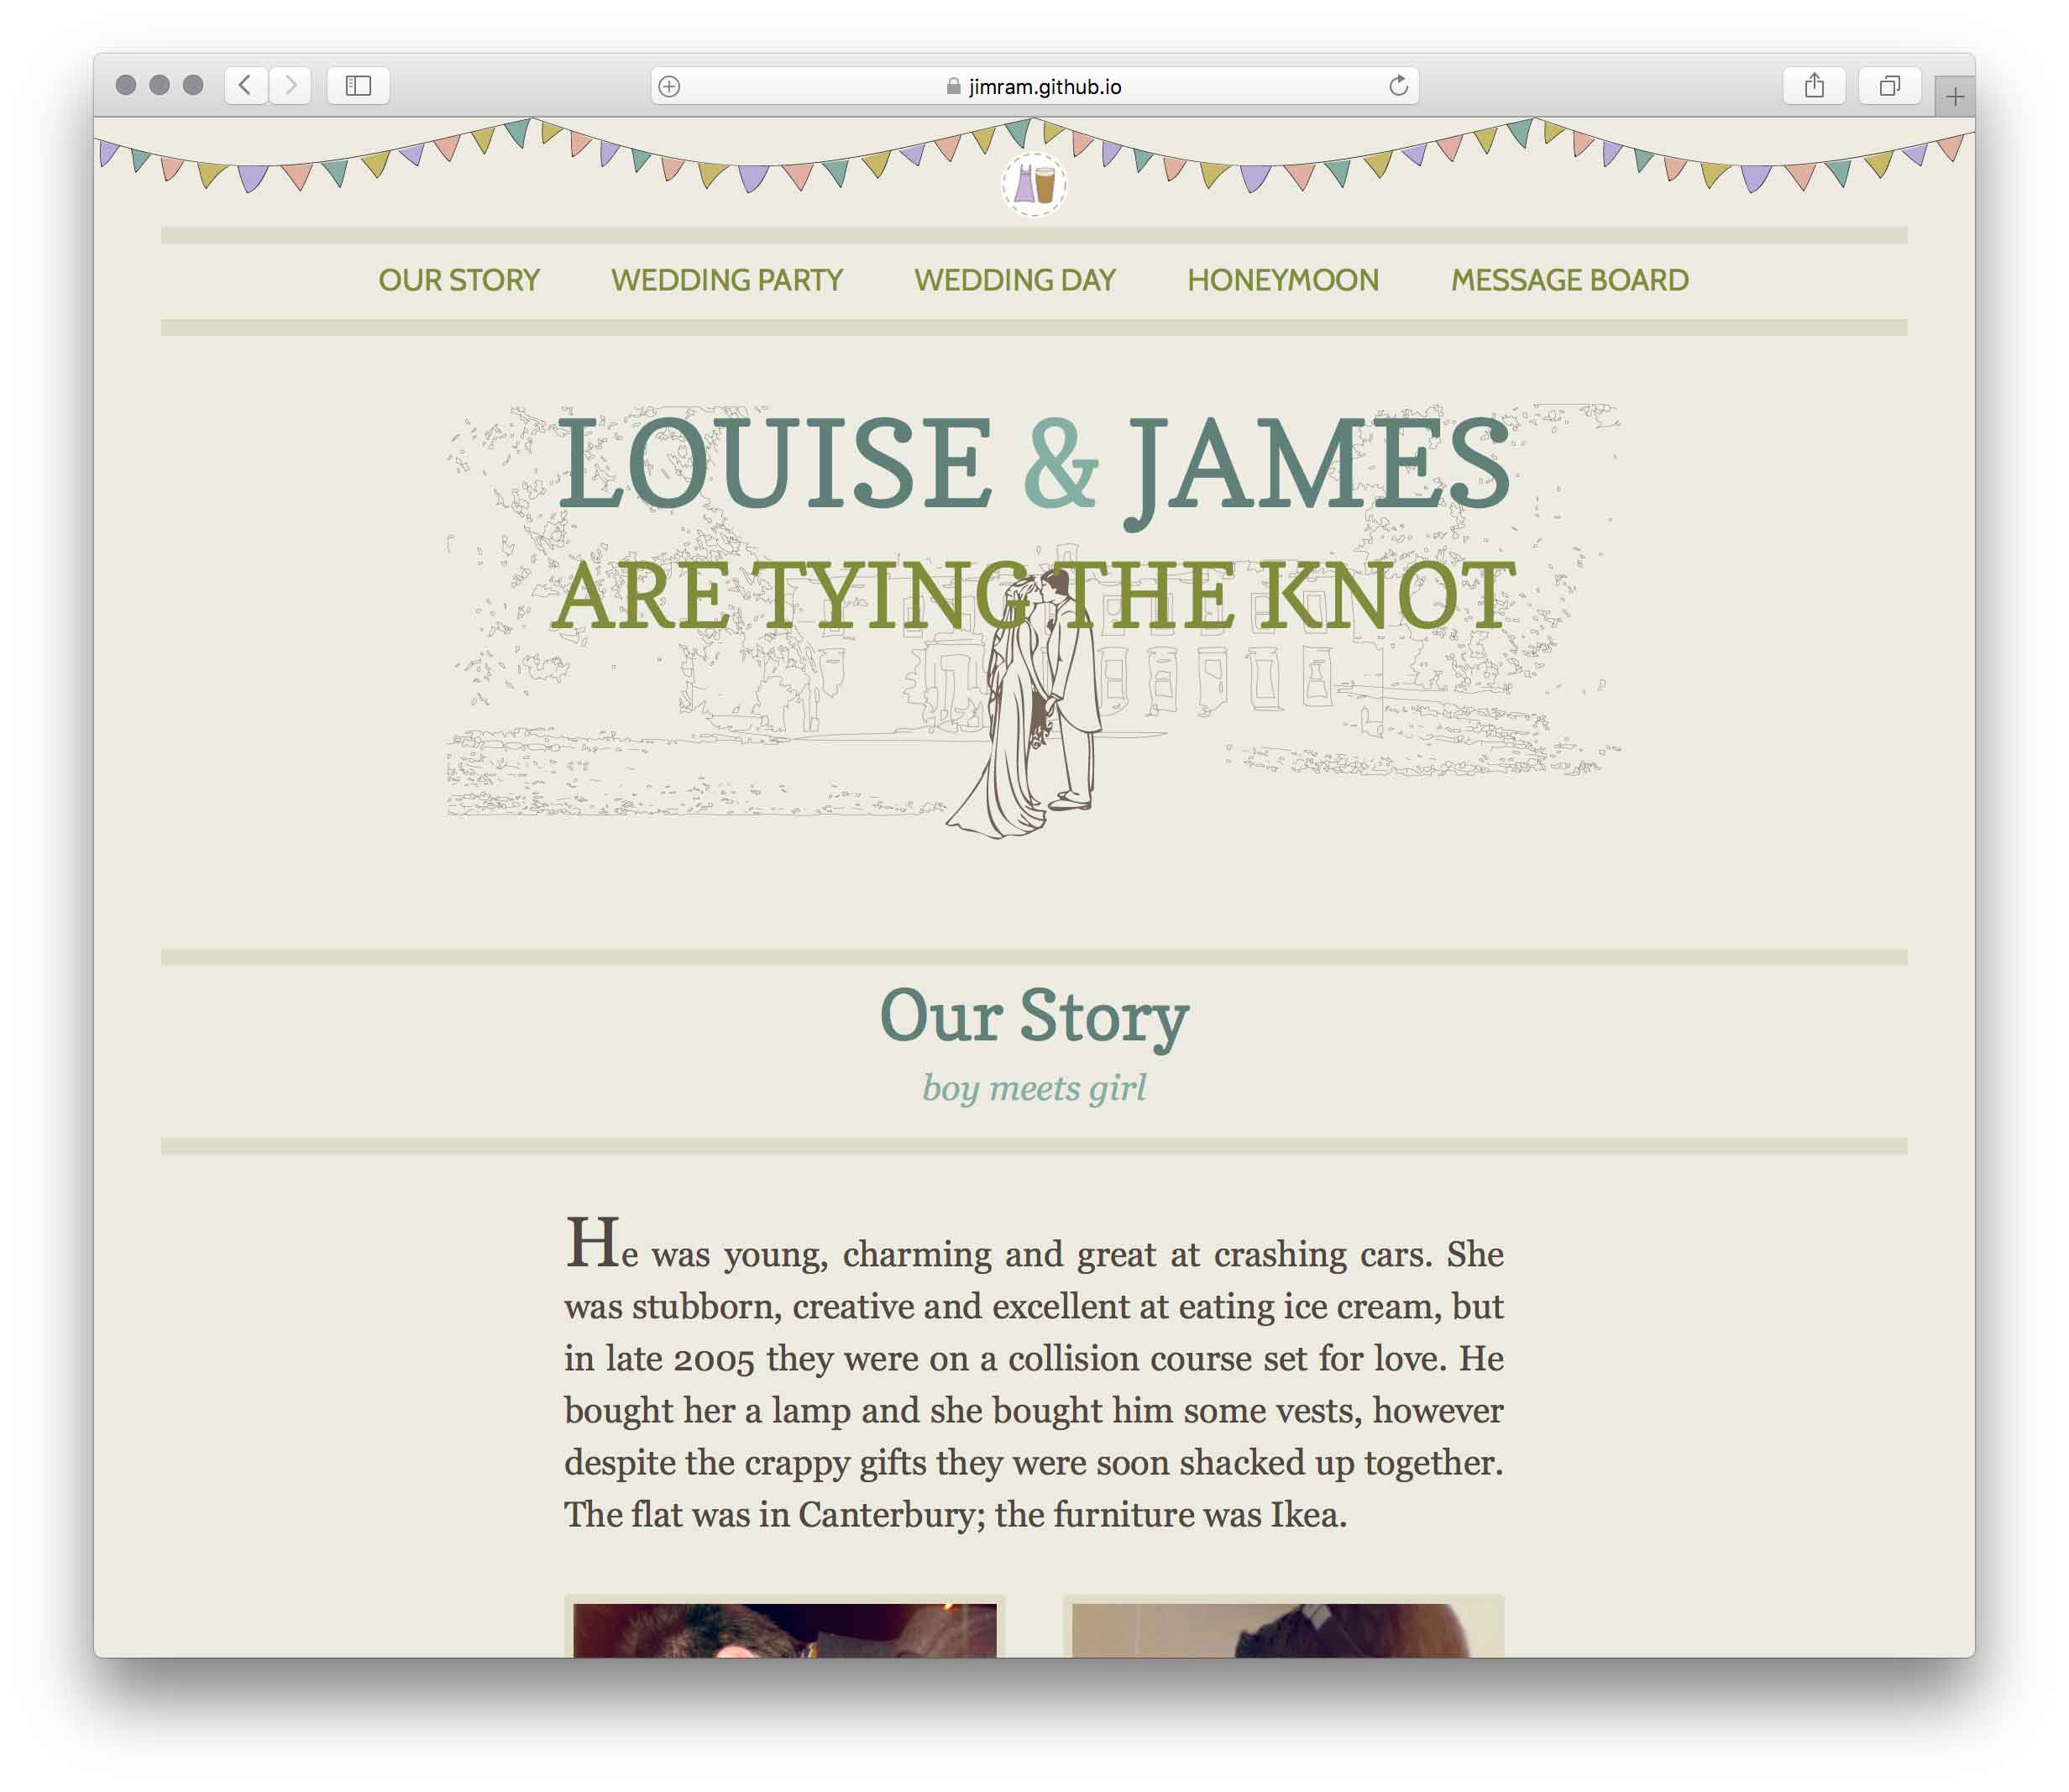 jimram.github.io
OUR STORY WEDDING PARTY WEDDING DAY HONEYMOON MESSAGE BOARD
LOUISE & JAMES
ARE TYING THE KNOT
Our Story
boy meets girl
He was young, charming and great at crashing cars. She
was stubborn, creative and excellent at eating ice cream, but
in late 2005 they were on a collision course set for love. He
bought her a lamp and she bought him some vests, however
despite the crappy gifts they were soon shacked up together.
The flat was in Canterbury; the furniture was Ikea.